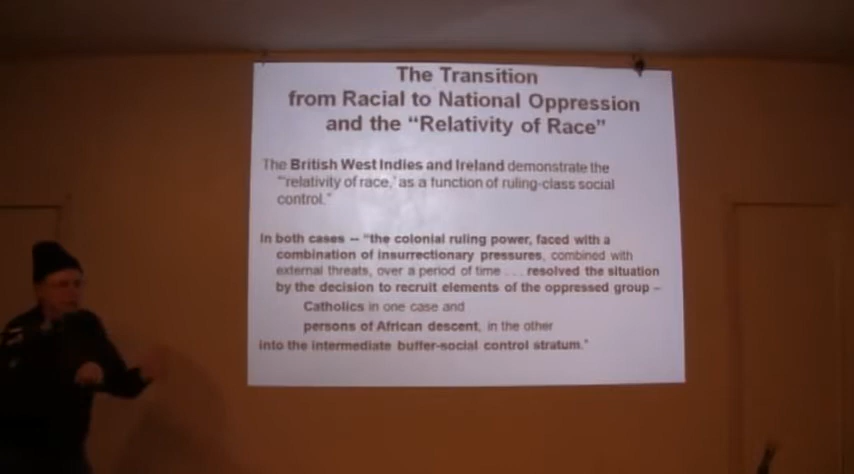 The Transition
from Racial to National Oppression
and the “Relativity of Race”
The British West Indies and Ireland demonstrate the
“‘relativity of race,’ as a function of ruling-class social
control.”
In both cases -- “the colonial ruling power, faced with a
combination of insurrectionary pressures, combined with
external threats, over a period of time . . . resolved the situation
by the decision to recruit elements of the oppressed group –
Catholics in one case and
persons of African descent, in the other
into the intermediate buffer-social control stratum.”